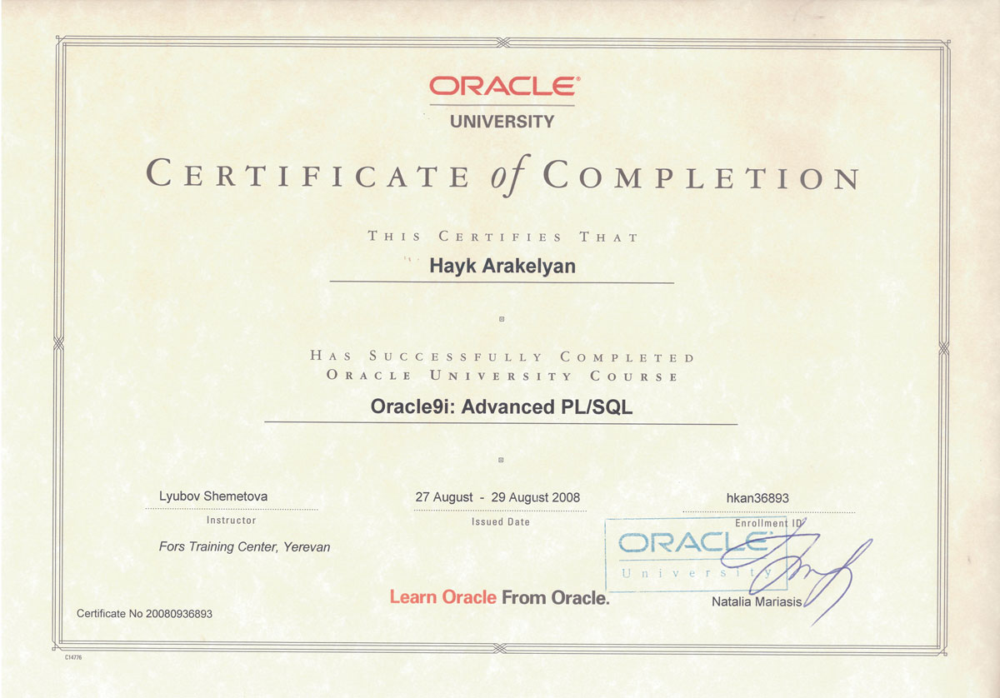 ORACLE®
UNIVERSITY
CERTIFICATE of COMPLETION
THIS CERTIFIES THAT
Hayk Arakelyan
HAS SUCCESSFULLY COMPLETED
ORACLE UNIVERSITY COURSE
Oracle9i: Advanced PL/SQL
Lyubov Shemetova
27 August - 29 August 2008
hkan36893
Instructor
Issued Date
Enrollment ID
Fors Training Center, Yerevan
ORACLE
University
Learn Oracle From Oracle.
Natalia Mariasis
Certificate No 20080936893
C14776